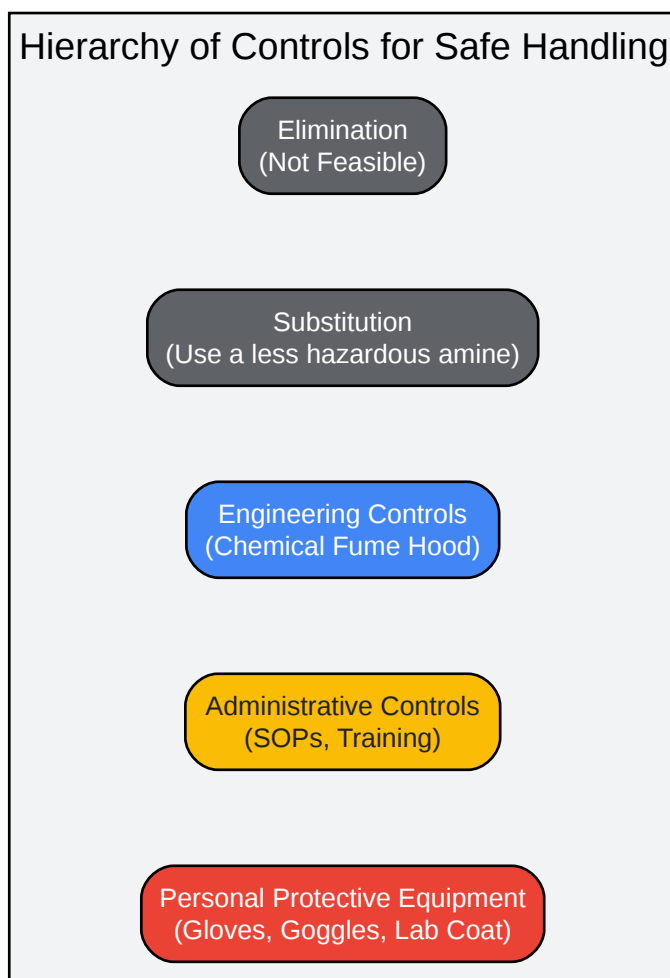 Hierarchy of Controls for Safe Handling
Elimination
(Not Feasible)
Substitution
(Use a less hazardous amine)
Engineering Controls
(Chemical Fume Hood)
Administrative Controls
(SOPs, Training)
Personal Protective Equipment
(Gloves, Goggles, Lab Coat)